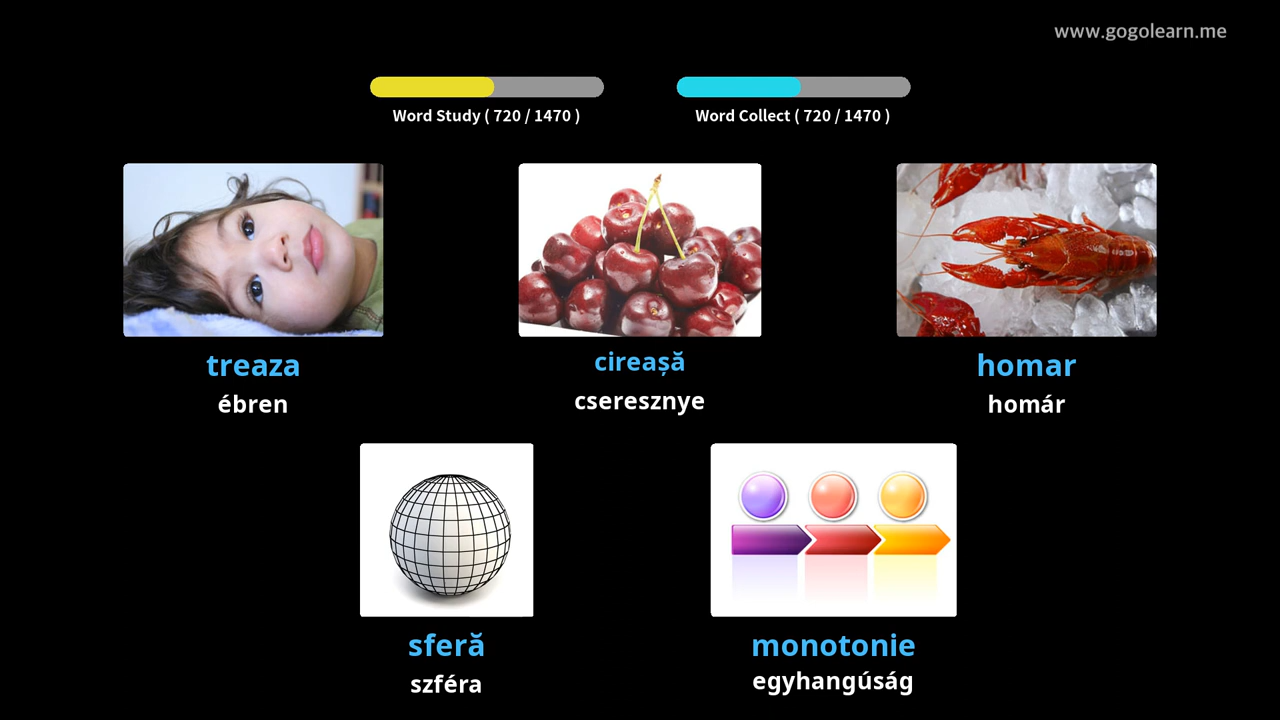 www.gogolearn.me
Word Study ( 720 / 1470 )
Word Collect ( 720 / 1470 )
treaza
ébren
cireașă
cseresznye
homar
homár
sferă
szféra
monotonie
egyhangúság